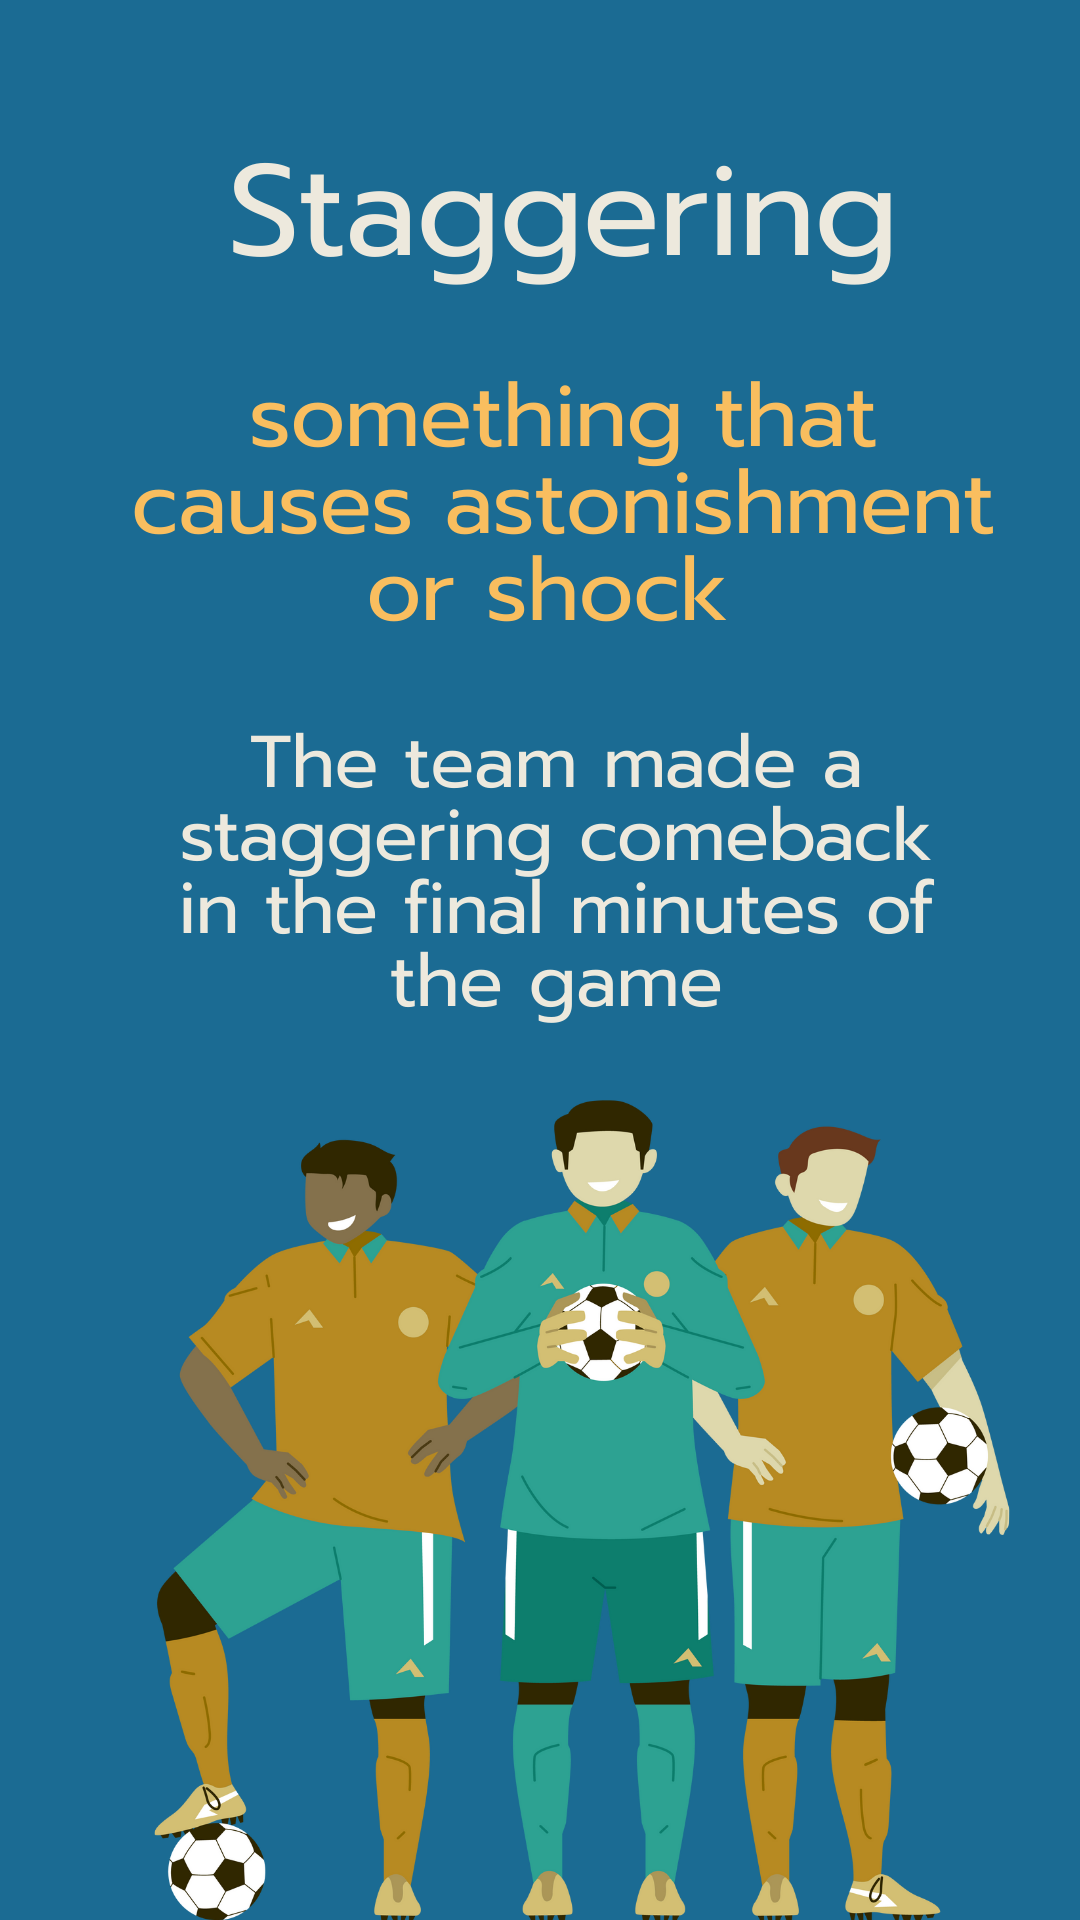 Staggering
something that
causes astonishment
or shock
The team made a
staggering comeback
in the final minutes of
the game